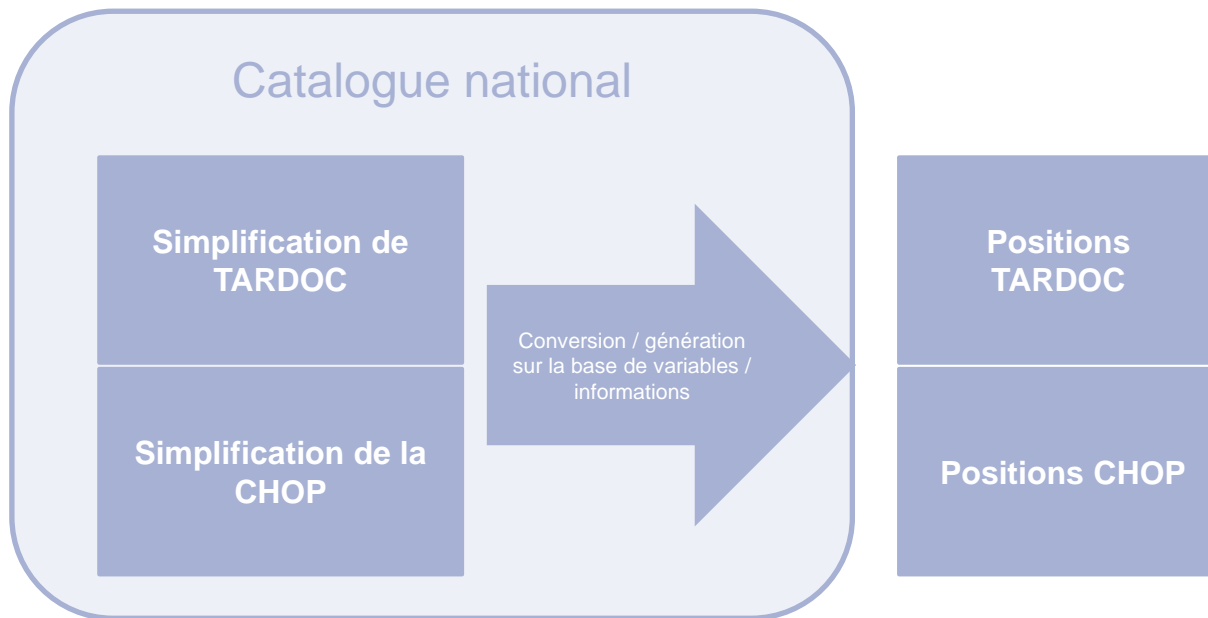 Catalogue national
Simplification de
TARDOC
Simplification de la
CHOP
Conversion / génération
sur la base de variables /
informations
Positions
TARDOC
Positions CHOP